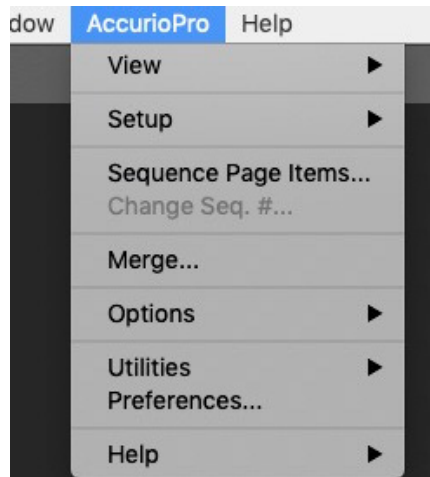 dow AccurioPro Help
View
Setup
Sequence Page Items...
Change Seq. #...
Merge...
Options
Utilities
Preferences...
Help